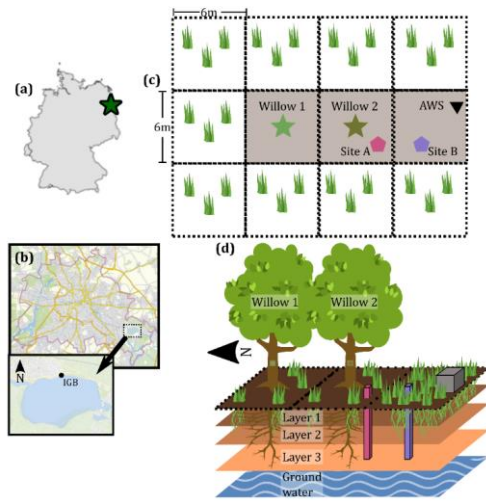 6m
(a)
(c)
6m
Willow 1
Willow 2
AWS
Site A
Site B
(b)
N
IGB
(d)
Willow 1
Willow 2
N
Layer 1
Layer 2
Layer 3
Ground
water